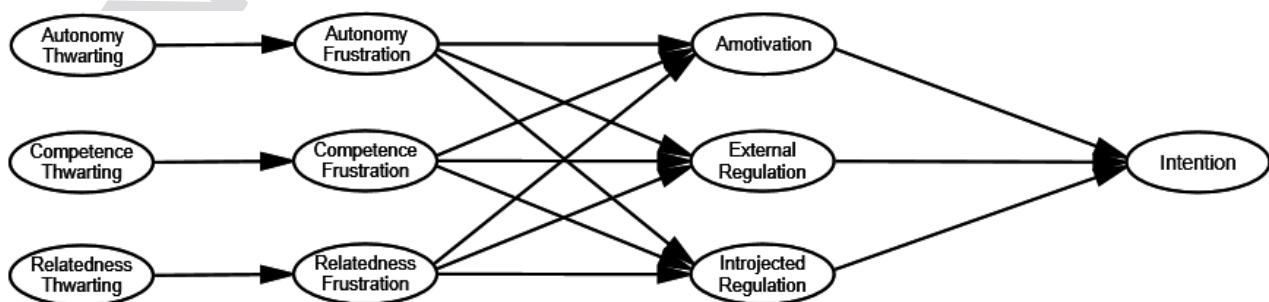 Autonomy
Thwarting
Autonomy
Frustration
Amotivation
Competence
Thwarting
Competence
Frustration
External
Regulation
Intention
Relatedness
Thwarting
Relatedness
Frustration
Introjected
Regulation